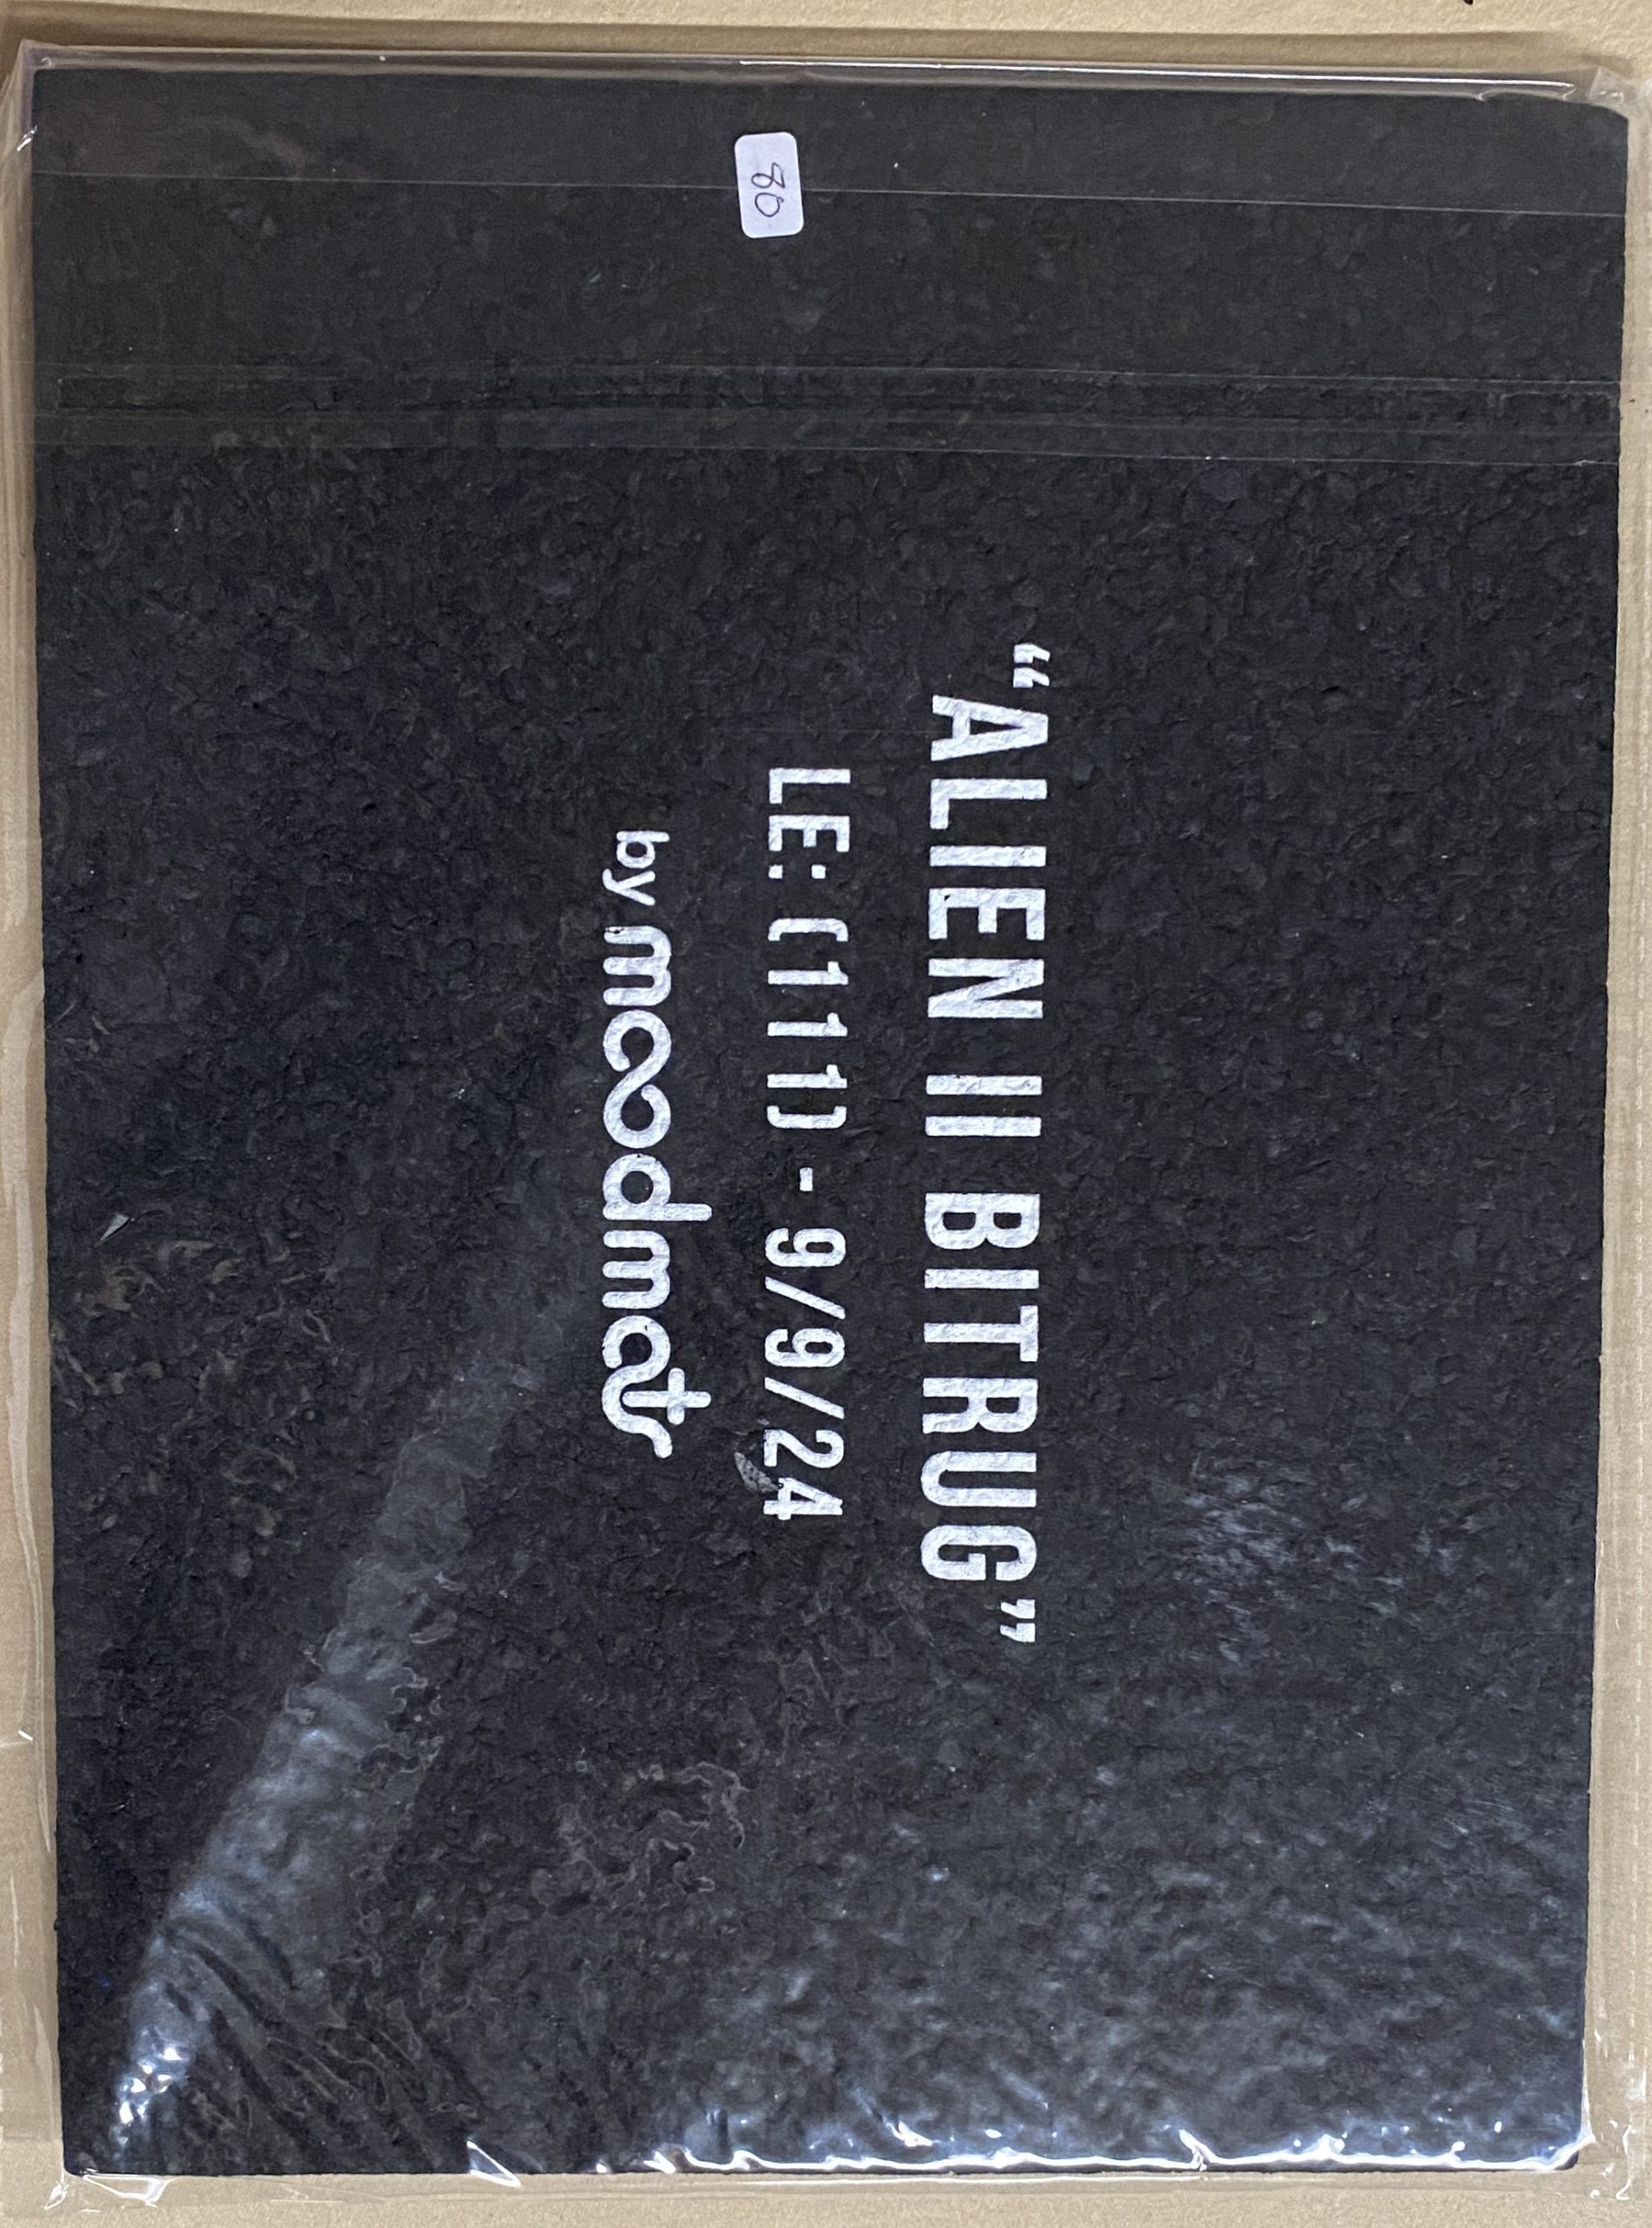 80
“ALIEN II BITRUG”
LE: (111) - 9/9/24
by moodmat